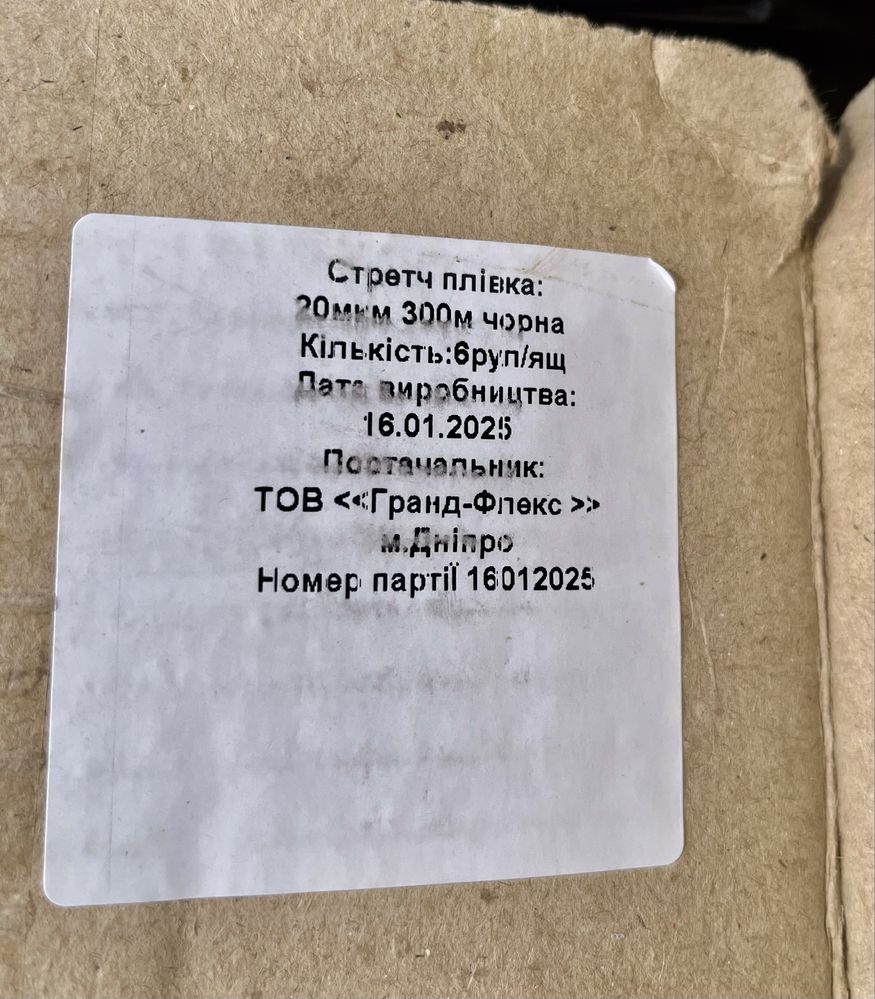 Стретч плівка:
20мкм 300м чорна
Кількість:6рул/ящ
Дата виробництва:
16.01.2025
Постачальник:
ТОВ <<Гранд-Флекс >>
м.Дніпро
Номер партії 16012025